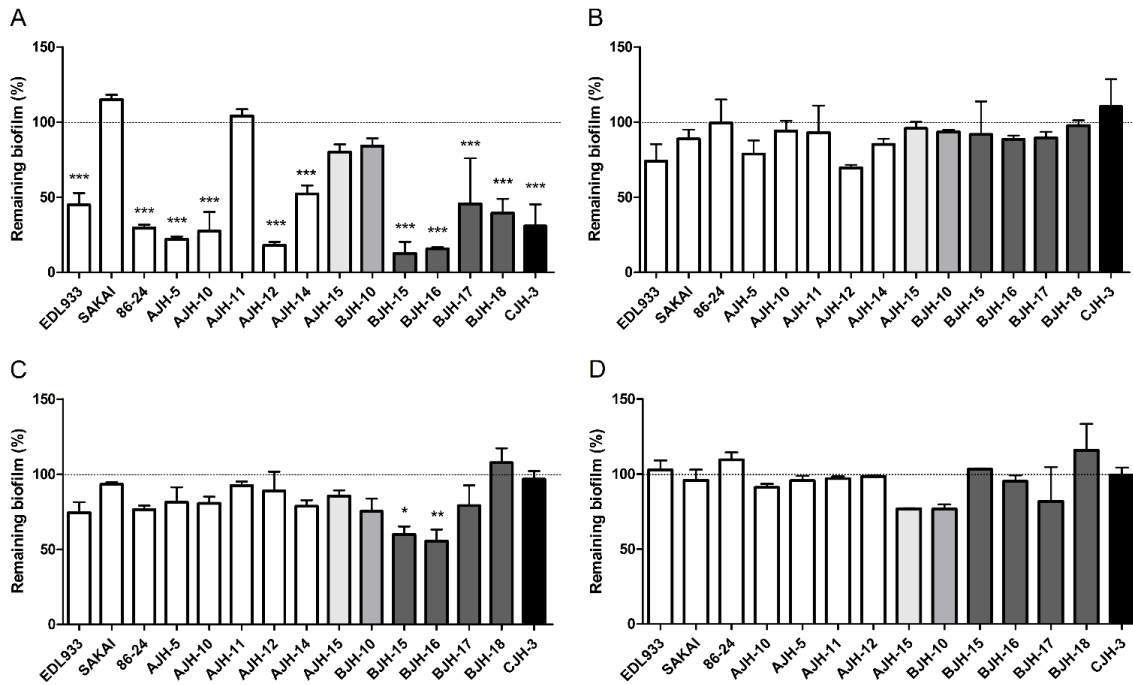 A
Remaining biofilm (%)
150
100
50
0
*** *** *** *** *** *** *** *** *** *** ***
EDL933 SAKAI 86-24 AJH-5 AJH-10 AJH-11 AJH-12 AJH-14 AJH-15 BJH-10 BJH-15 BJH-16 BJH-17 BJH-18 CJH-3
B
Remaining biofilm (%)
150
100
50
0
EDL933 SAKAI 86-24 AJH-5 AJH-10 AJH-11 AJH-12 AJH-14 AJH-15 BJH-10 BJH-15 BJH-16 BJH-17 BJH-18 CJH-3
C
Remaining biofilm (%)
150
100
50
0
* **
EDL933 SAKAI 86-24 AJH-5 AJH-10 AJH-11 AJH-12 AJH-14 AJH-15 BJH-10 BJH-15 BJH-16 BJH-17 BJH-18 CJH-3
D
Remaining biofilm (%)
150
100
50
0
EDL933 SAKAI 86-24 AJH-10 AJH-5 AJH-11 AJH-12 AJH-15 BJH-10 BJH-15 BJH-16 BJH-17 BJH-18 CJH-3